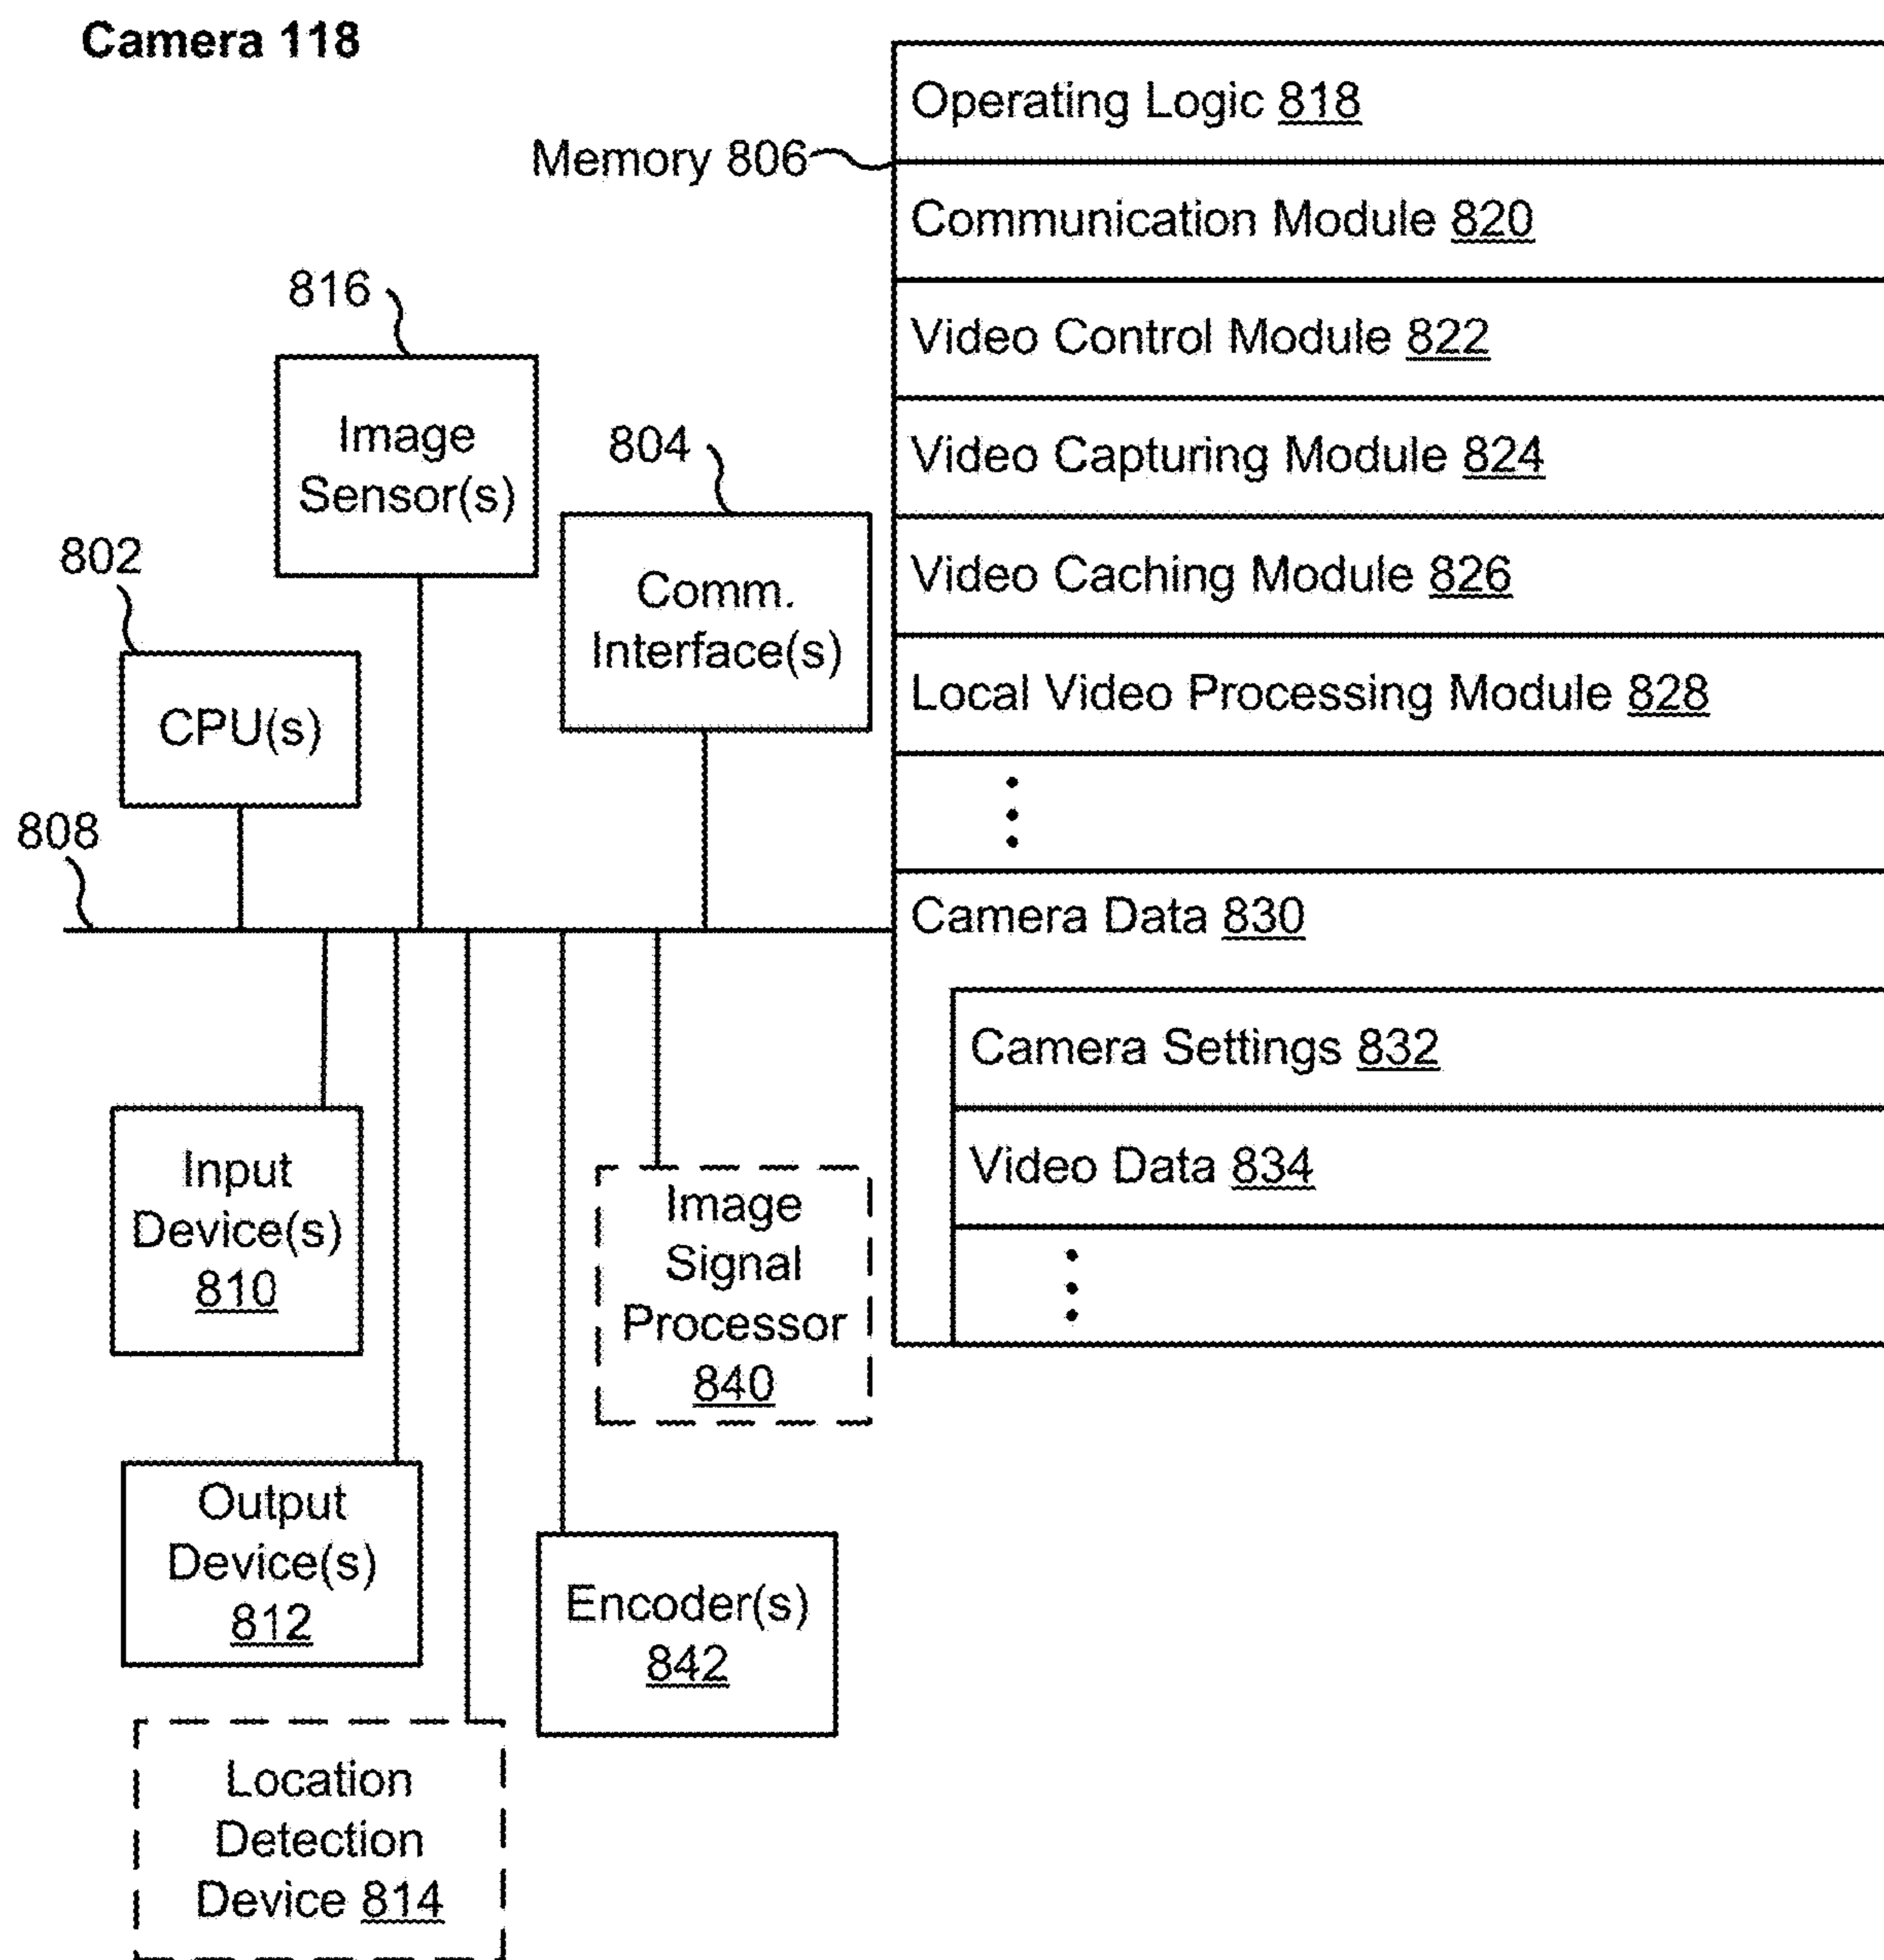 Camera 118
Operating Logic 818
Memory 806
Communication Module 820
Video Control Module 822
Video Capturing Module 824
Video Caching Module 826
Local Video Processing Module 828
816
Image
Sensor(s)
804
Comm.
Interface(s)
802
CPU(s)
808
Camera Data 830
Camera Settings 832
Video Data 834
Input
Device(s)
810
Image
Signal
Processor
840
Output
Device(s)
812
Encoder(s)
842
Location
Detection
Device 814